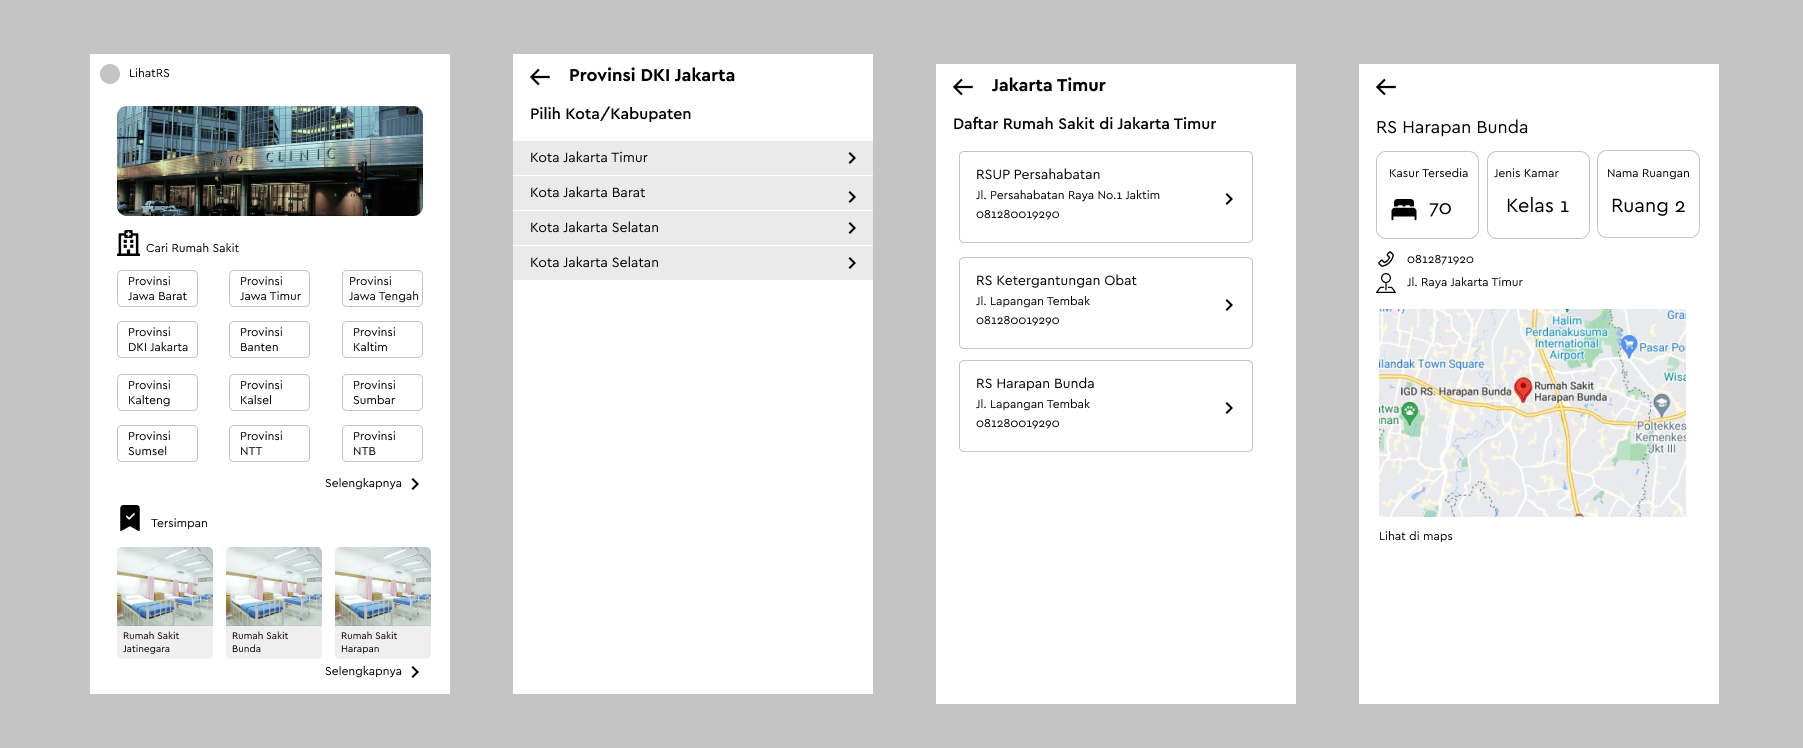 LihatRS
YO CLINIC
Cari Rumah Sakit
Provinsi
Jawa Barat
Provinsi
Jawa Timur
Provinsi
Jawa Tengah
Provinsi
DKI Jakarta
Provinsi
Banten
Provinsi
Kaltim
Provinsi
Kalteng
Provinsi
Kalsel
Provinsi
Sumbar
Provinsi
Sumsel
Provinsi
NTT
Provinsi
NTB
Selengkapnya
Tersimpan
Rumah Sakit
Jatinegara
Rumah Sakit
Bunda
Rumah Sakit
Harapan
Selengkapnya
Provinsi DKI Jakarta
Pilih Kota/Kabupaten
Kota Jakarta Timur
Kota Jakarta Barat
Kota Jakarta Selatan
Kota Jakarta Selatan
Jakarta Timur
Daftar Rumah Sakit di Jakarta Timur
RSUP Persahabatan
Jl. Persahabatan Raya No.1 Jaktim
081280019290
RS Ketergantungan Obat
Jl. Lapangan Tembak
081280019290
RS Harapan Bunda
Jl. Lapangan Tembak
081280019290
RS Harapan Bunda
Kasur Tersedia
70
Jenis Kamar
Kelas 1
Nama Ruangan
Ruang 2
0812871920
Jl. Raya Jakarta Timur
Halim
Perdanakusuma
International
Airport
Gra
Pasar Po
ilandak Town Square
Wisa
IGD RS. Harapan Bunda
Rumah Sakit
Harapan Bunda
atwa
unan
Poltekkes
Kemenkes
Jkt III
Lihat di maps